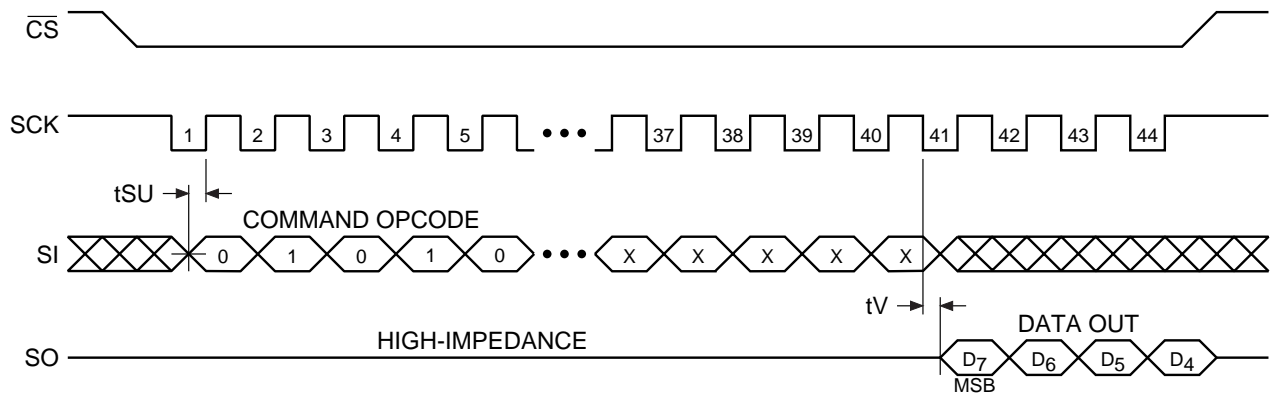 CS
SCK 1 2 3 4 5 ••• 37 38 39 40 41 42 43 44
tSU
COMMAND OPCODE
SI 0 1 0 1 0 ••• X X X X X
tV
HIGH-IMPEDANCE DATA OUT
SO D7 D6 D5 D4
MSB